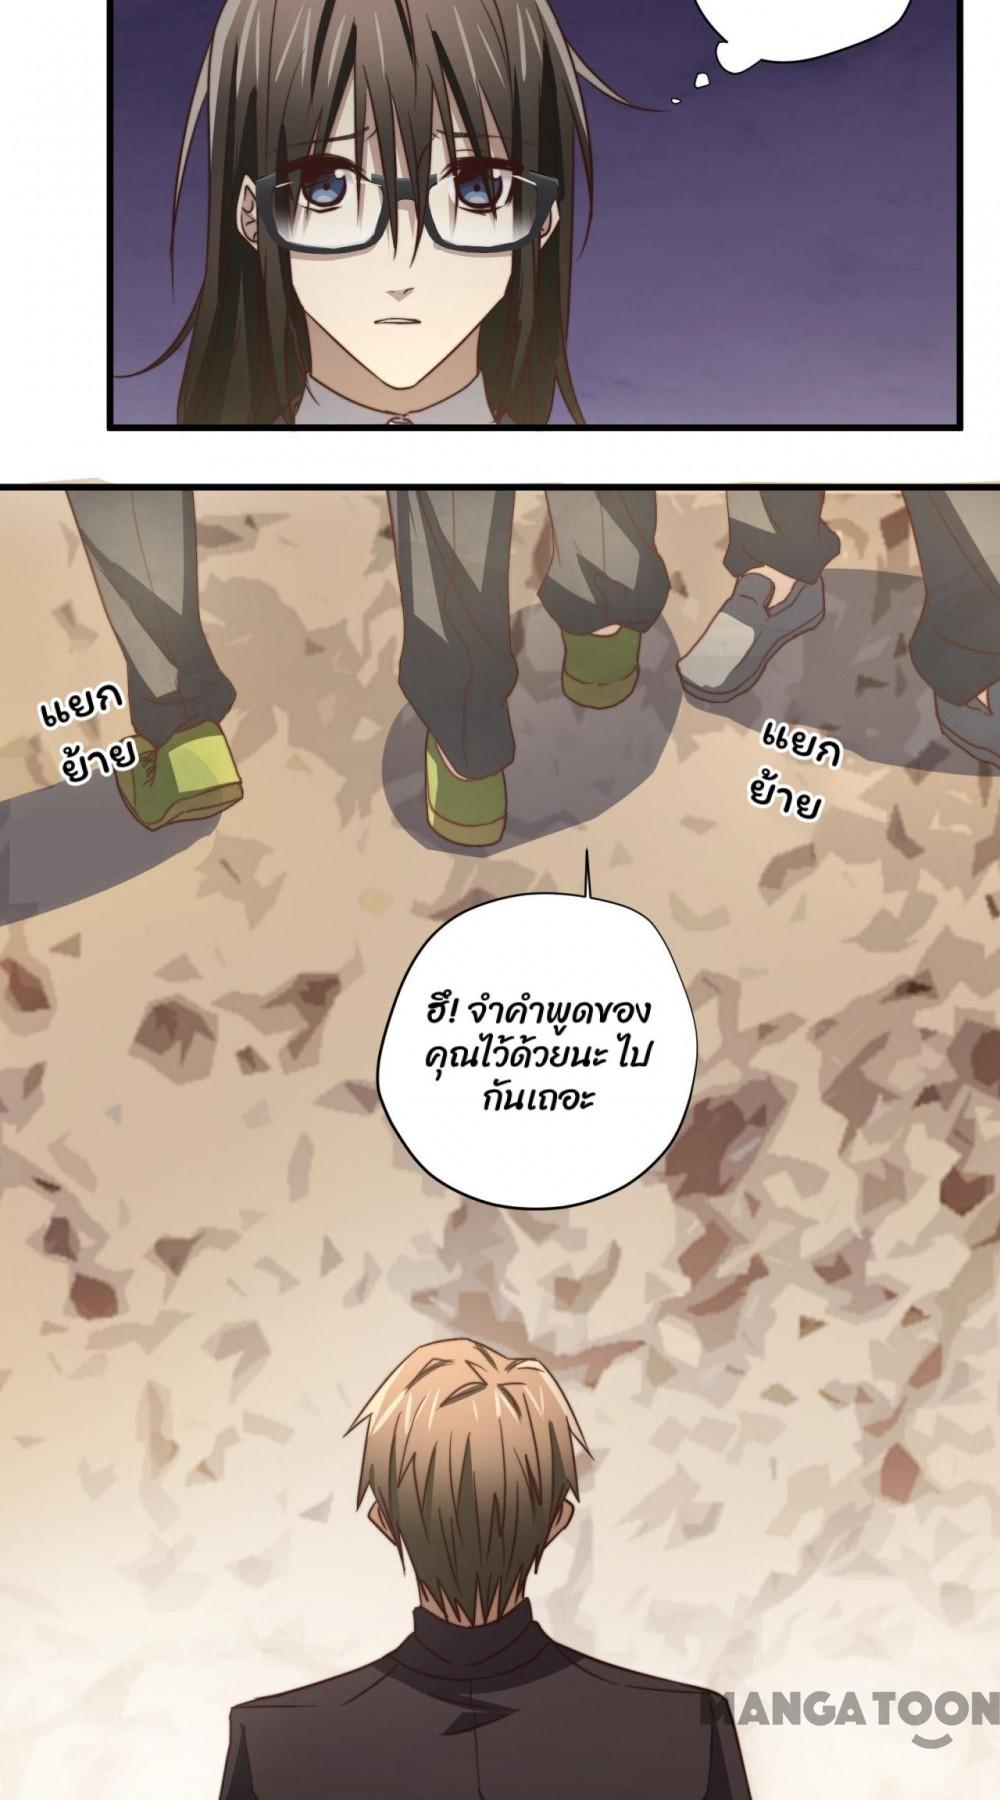 แยก
ย้าย
แยก
ย้าย
ฮึ! จำคำพูดของ
คุณไว้ด้วยนะ ไป
กันเถอะ
MANGATOON